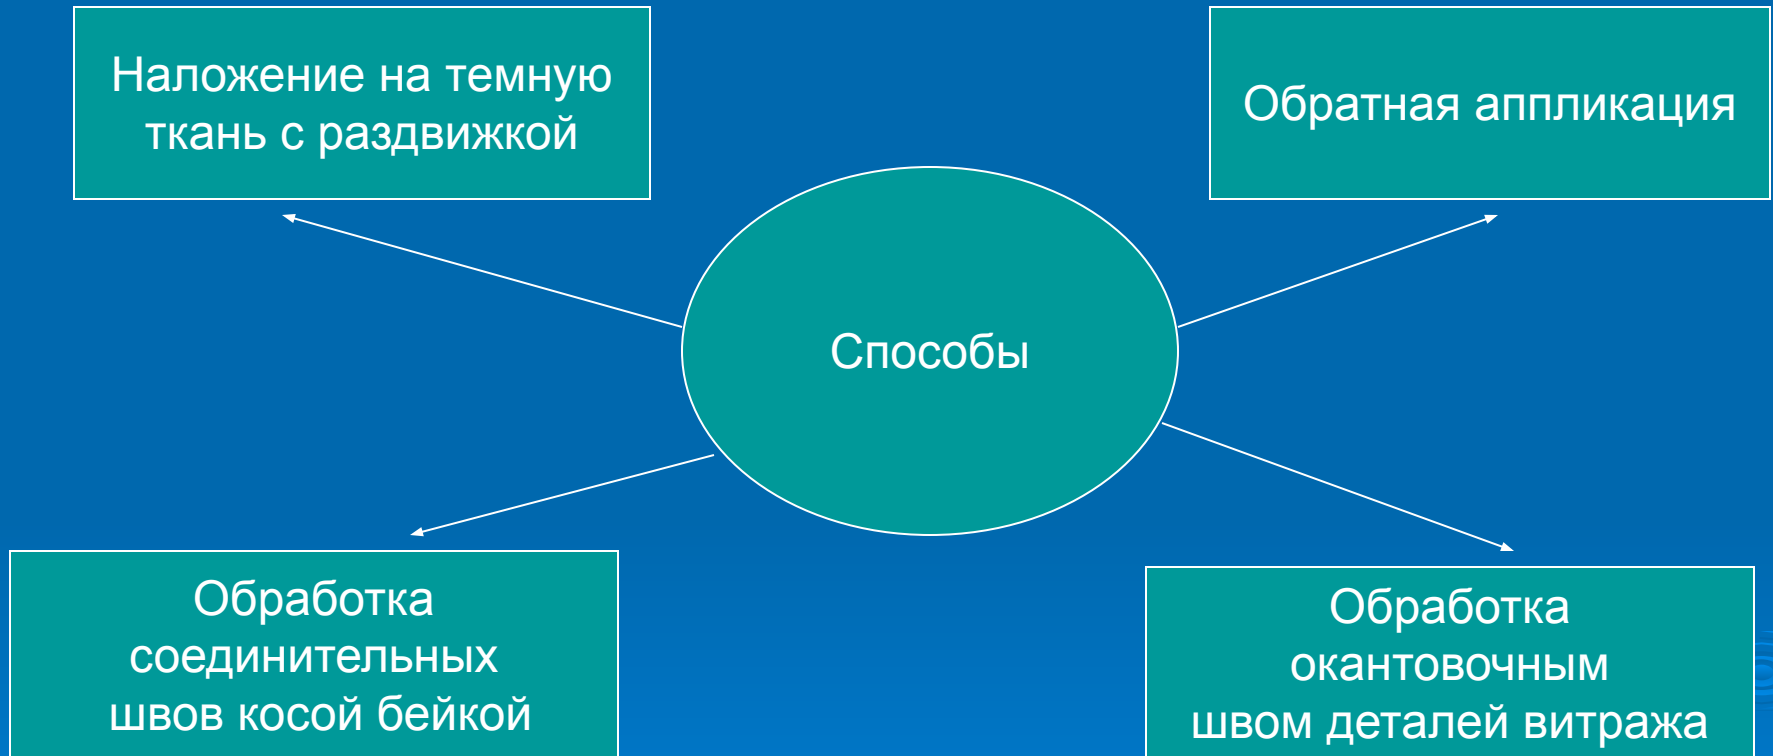 Наложение на темную
ткань с раздвижкой
Обратная аппликация
Способы
Обработка
соединительных
швов косой бейкой
Обработка
окантовочным
швом деталей витража